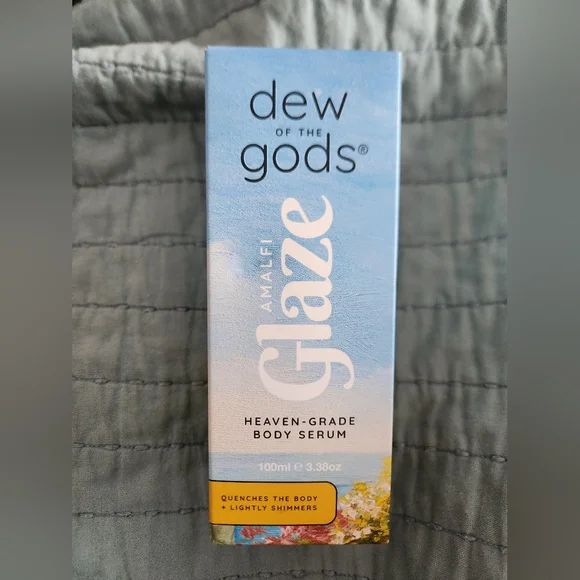 dew
OF THE
gods®
AMALFI
Glaze
HEAVEN-GRADE
BODY SERUM
100ml ℮ 3.38oz
QUENCHES THE BODY
+ LIGHTLY SHIMMERS